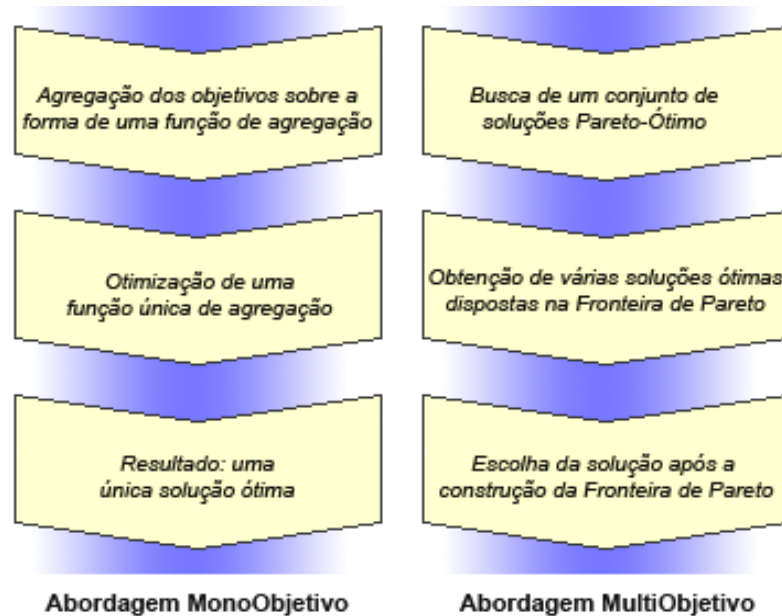 Agregação dos objetivos sobre a
forma de uma função de agregação
Otimização de uma
função única de agregação
Resultado: uma
única solução ótima
Abordagem MonoObjetivo
Busca de um conjunto de
soluções Pareto-Ótimo
Obtenção de várias soluções ótimas
dispostas na Fronteira de Pareto
Escolha da solução após a
construção da Fronteira de Pareto
Abordagem MultiObjetivo